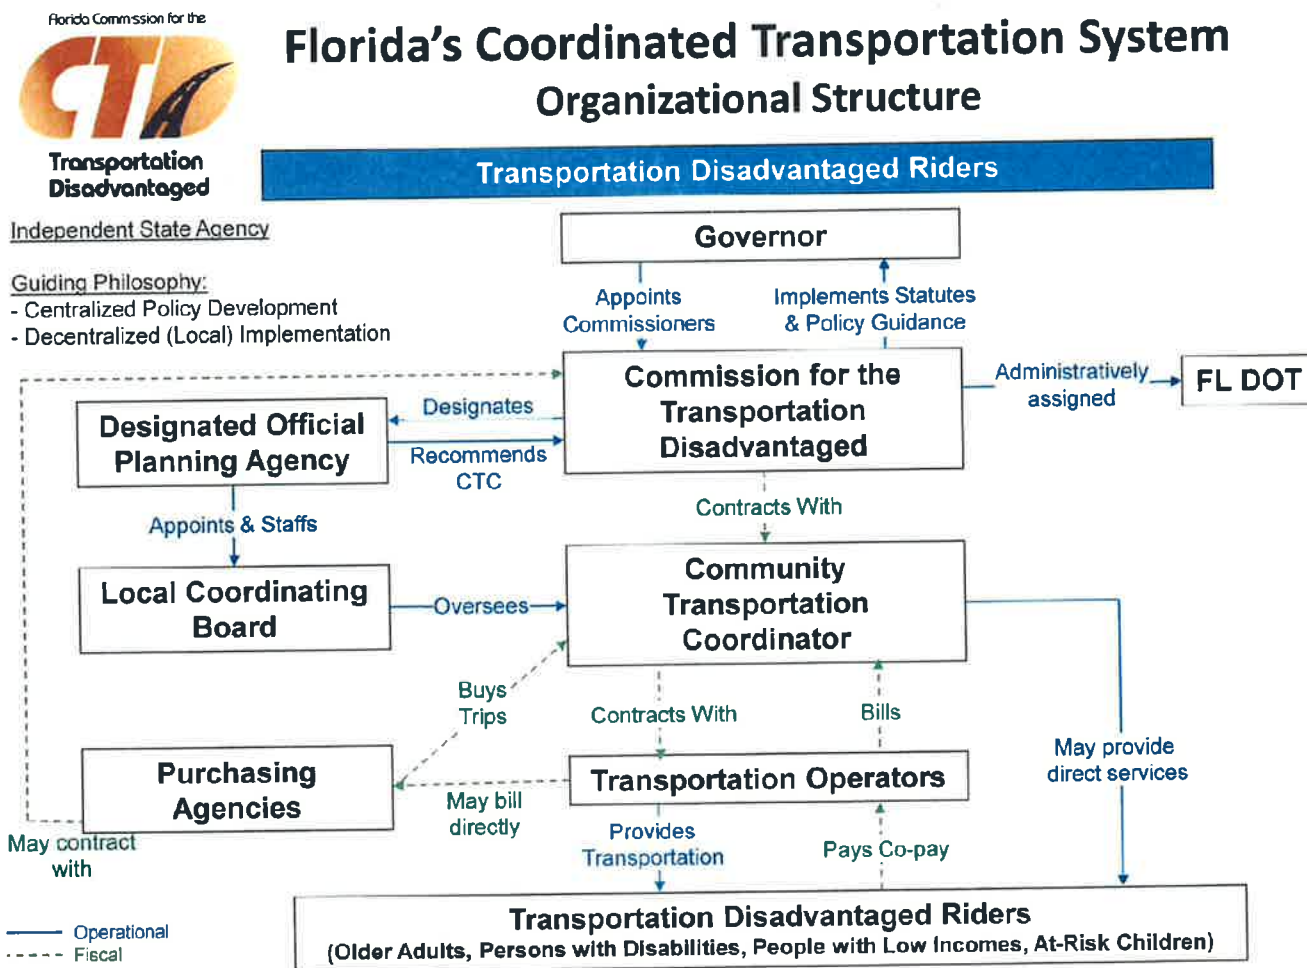 Florida Commission for the
CTD
Transportation
Disadvantaged
Florida's Coordinated Transportation System
Organizational Structure
Transportation Disadvantaged Riders
Independent State Agency
Guiding Philosophy:
- Centralized Policy Development
- Decentralized (Local) Implementation
Governor
Appoints
Commissioners
Implements Statutes
& Policy Guidance
Commission for the
Transportation
Disadvantaged
Administratively
assigned
FL DOT
Designates
Designated Official
Planning Agency
Recommends
CTC
Contracts With
Appoints & Staffs
Local Coordinating
Board
Oversees
Community
Transportation
Coordinator
Buys
Trips
Contracts With
Bills
May provide
direct services
Purchasing
Agencies
May bill
directly
Transportation Operators
May contract
with
Provides
Transportation
Pays Co-pay
Transportation Disadvantaged Riders
(Older Adults, Persons with Disabilities, People with Low Incomes, At-Risk Children)
Operational
Fiscal